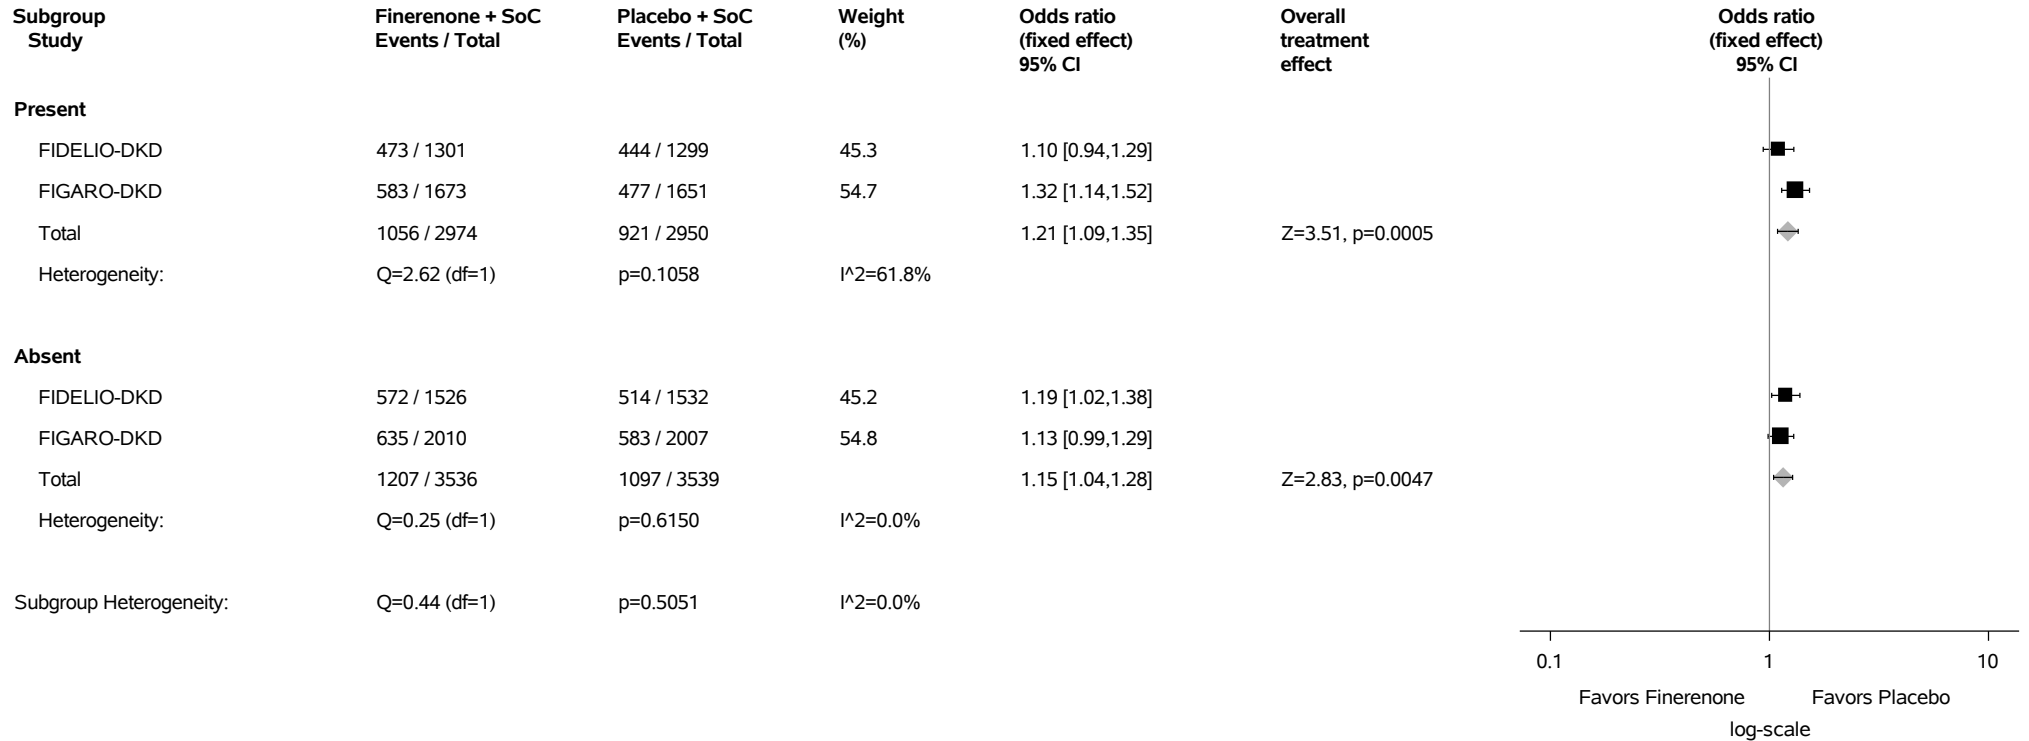 Subgroup Finerenone + SoC Placebo + SoC Weight Odds ratio Overall Odds ratio
Study Events / Total Events / Total (%) (fixed effect) treatment (fixed effect)
95% CI effect 95% CI
Present
FIDELIO-DKD 473 / 1301 444 / 1299 45.3 1.10 [0.94,1.29]
FIGARO-DKD 583 / 1673 477 / 1651 54.7 1.32 [1.14,1.52]
Total 1056 / 2974 921 / 2950 1.21 [1.09,1.35] Z=3.51, p=0.0005
Heterogeneity: Q=2.62 (df=1) p=0.1058 I^2=61.8%
Absent
FIDELIO-DKD 572 / 1526 514 / 1532 45.2 1.19 [1.02,1.38]
FIGARO-DKD 635 / 2010 583 / 2007 54.8 1.13 [0.99,1.29]
Total 1207 / 3536 1097 / 3539 1.15 [1.04,1.28] Z=2.83, p=0.0047
Heterogeneity: Q=0.25 (df=1) p=0.6150 I^2=0.0%
Subgroup Heterogeneity: Q=0.44 (df=1) p=0.5051 I^2=0.0%
0.1 1 10
Favors Finerenone Favors Placebo
log-scale